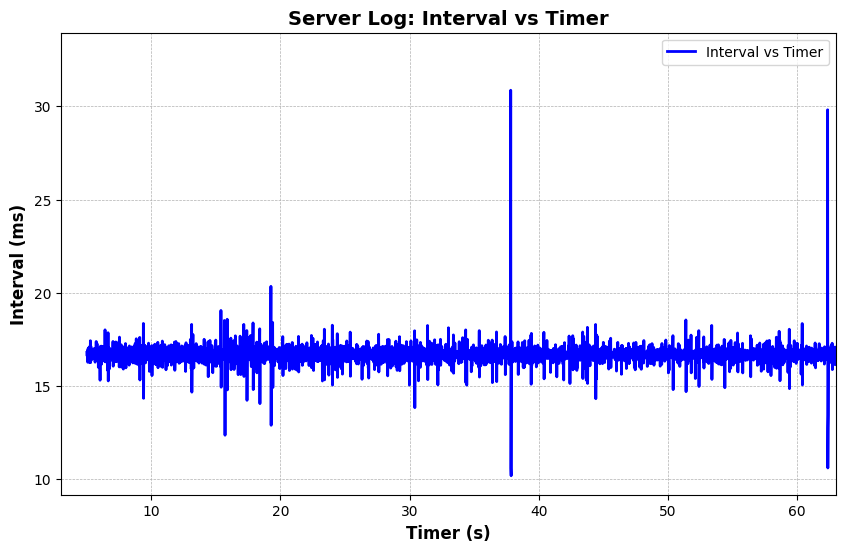 Server Log: Interval vs Timer
Interval vs Timer
30
25
20
15
10
Interval (ms)
10 20 30 40 50 60
Timer (s)